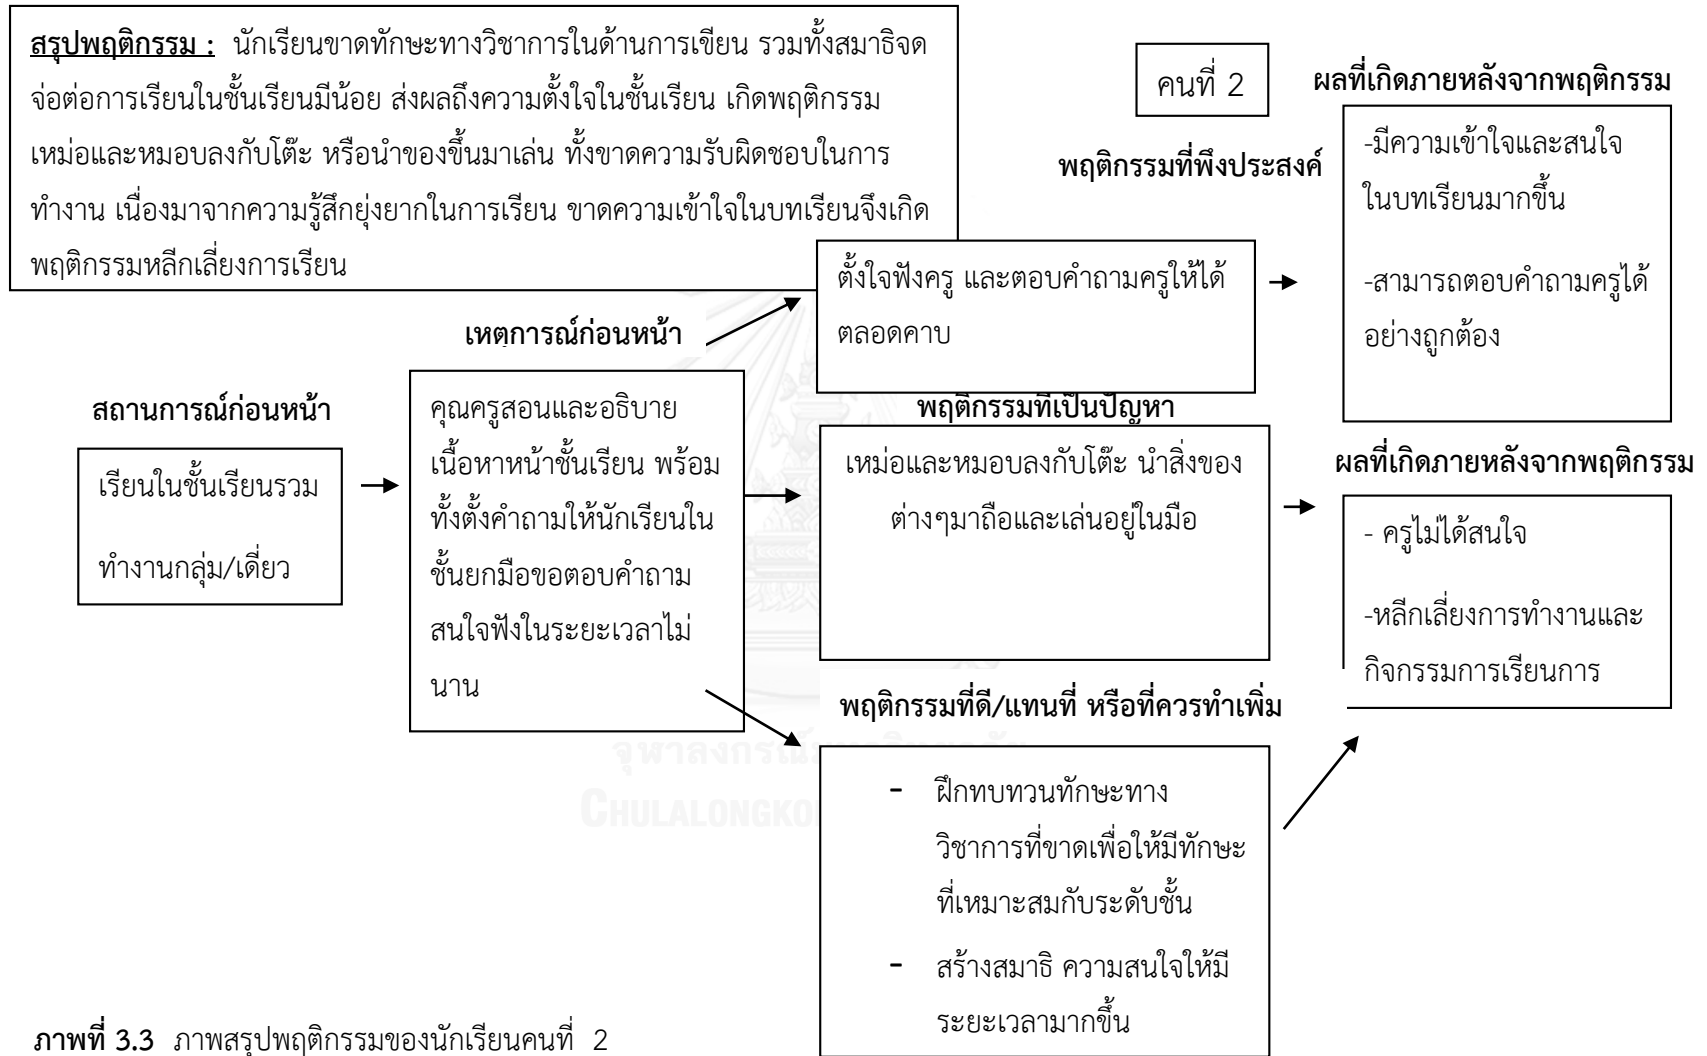 สรุปพฤติกรรม : นักเรียนขาดทักษะทางวิชาการในด้านการเขียน รวมทั้งสมาธิจด
จ่อต่อการเรียนในชั้นเรียนมีน้อย ส่งผลถึงความตั้งใจในชั้นเรียน เกิดพฤติกรรม
เหม่อและหมอบลงกับโต๊ะ หรือนำของขึ้นมาเล่น ทั้งขาดความรับผิดชอบในการ
ทำงาน เนื่องมาจากความรู้สึกยุ่งยากในการเรียน ขาดความเข้าใจในบทเรียนจึงเกิด
พฤติกรรมหลีกเลี่ยงการเรียน
คนที่ 2
สถานการณ์ก่อนหน้า
เรียนในชั้นเรียนรวม
ทำงานกลุ่ม/เดี่ยว
เหตุการณ์ก่อนหน้า
คุณครูสอนและอธิบาย
เนื้อหาหน้าชั้นเรียน พร้อม
ทั้งตั้งคำถามให้นักเรียนใน
ชั้นยกมือขอตอบคำถาม
สนใจฟังในระยะเวลาไม่
นาน
พฤติกรรมที่พึงประสงค์
ตั้งใจฟังครู และตอบคำถามครูให้ได้
ตลอดคาบ
ผลที่เกิดภายหลังจากพฤติกรรม
-มีความเข้าใจและสนใจ
ในบทเรียนมากขึ้น
-สามารถตอบคำถามครูได้
อย่างถูกต้อง
พฤติกรรมที่เป็นปัญหา
เหม่อและหมอบลงกับโต๊ะ นำสิ่งของ
ต่างๆมาถือและเล่นอยู่ในมือ
ผลที่เกิดภายหลังจากพฤติกรรม
- ครูไม่ได้สนใจ
-หลีกเลี่ยงการทำงานและ
กิจกรรมการเรียนการ
พฤติกรรมที่ดี/แทนที่ หรือที่ควรทำเพิ่ม
- ฝึกทบทวนทักษะทาง
วิชาการที่ขาดเพื่อให้มีทักษะ
ที่เหมาะสมกับระดับชั้น
- สร้างสมาธิ ความสนใจให้มี
ระยะเวลามากขึ้น
ภาพที่ 3.3 ภาพสรุปพฤติกรรมของนักเรียนคนที่ 2